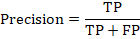 Precision = TP / (TP + FP)